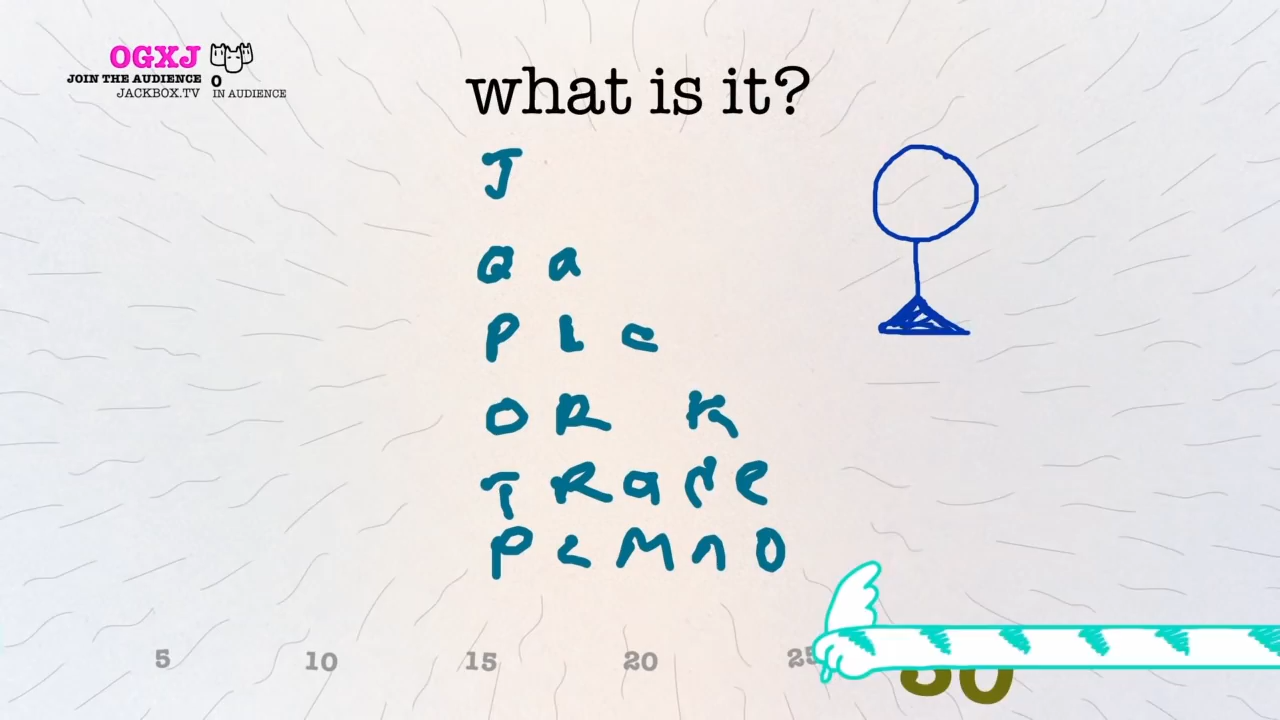 OGXJ
JOIN THE AUDIENCE 0
JACKBOX.TV IN AUDIENCE
what is it?
J
Q a
P L C
O R K
T R a P E
P L M n O
5 10 15 20 25 30